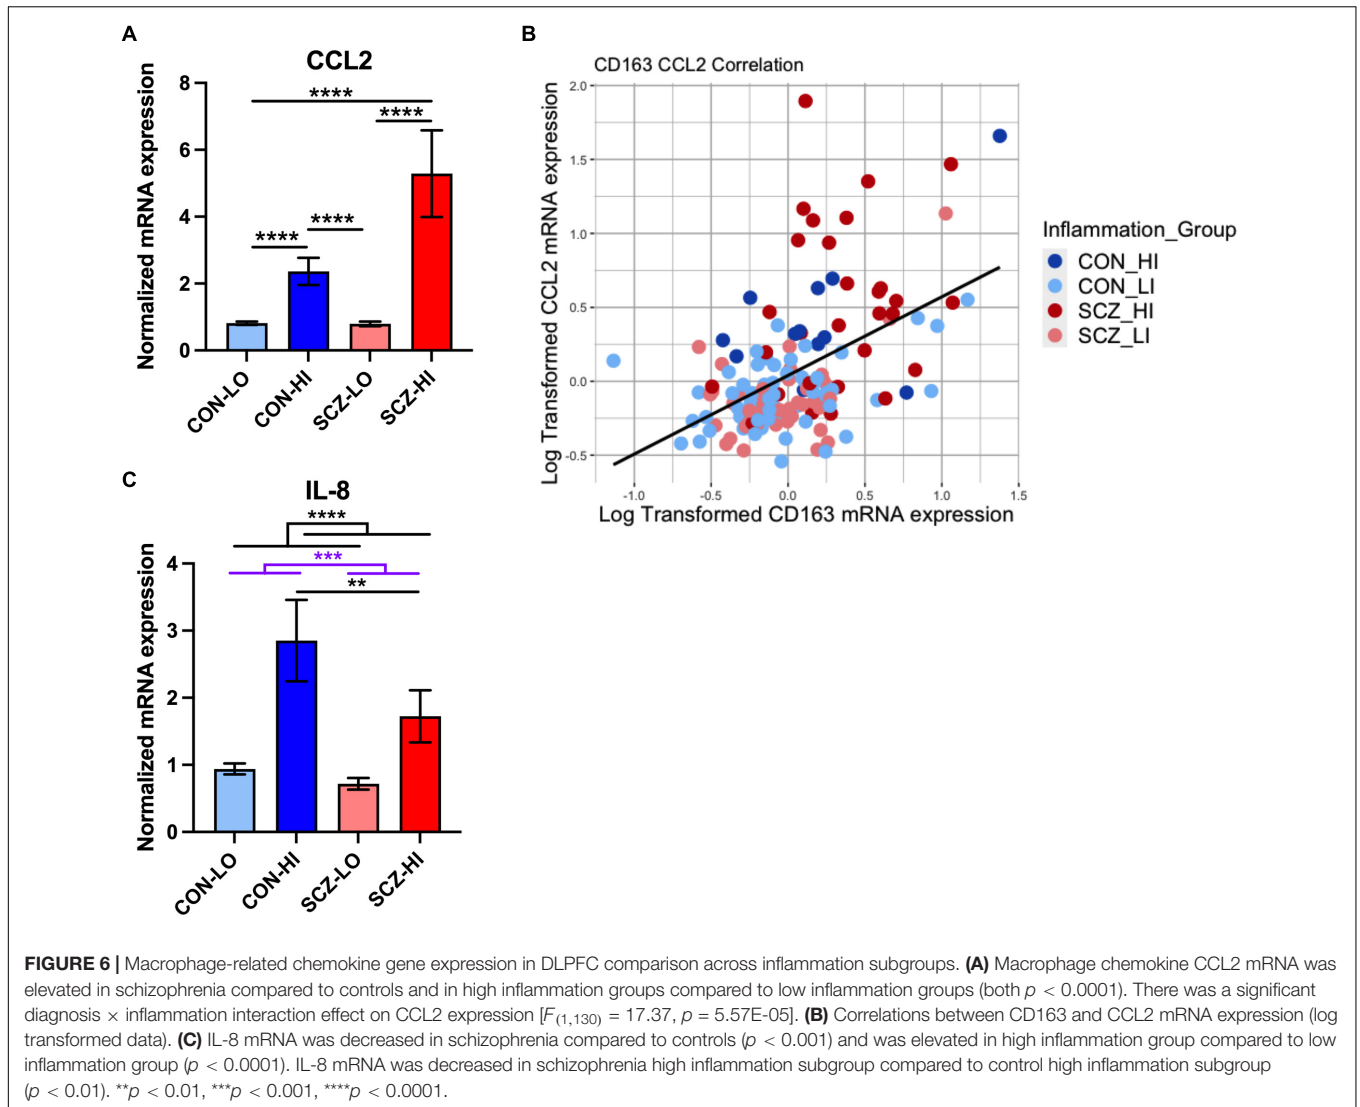 A
CCL2
Normalized mRNA expression
8
6
4
2
0
****
****
****
****
CON-LO
CON-HI
SCZ-LO
SCZ-HI
B
CD163 CCL2 Correlation
Log Transformed CCL2 mRNA expression
2.0
1.5
1.0
0.5
0.0
-0.5
-1.0
-0.5
0.0
0.5
1.0
1.5
Log Transformed CD163 mRNA expression
Inflammation_Group
CON_HI
CON_LI
SCZ_HI
SCZ_LI
C
IL-8
Normalized mRNA expression
****
***
**
4
3
2
1
0
CON-LO
CON-HI
SCZ-LO
SCZ-HI
FIGURE 6 | Macrophage-related chemokine gene expression in DLPFC comparison across inflammation subgroups. (A) Macrophage chemokine CCL2 mRNA was
elevated in schizophrenia compared to controls and in high inflammation groups compared to low inflammation groups (both p < 0.0001). There was a significant
diagnosis × inflammation interaction effect on CCL2 expression [F(1,130) = 17.37, p = 5.57E-05]. (B) Correlations between CD163 and CCL2 mRNA expression (log
transformed data). (C) IL-8 mRNA was decreased in schizophrenia compared to controls (p < 0.001) and was elevated in high inflammation group compared to low
inflammation group (p < 0.0001). IL-8 mRNA was decreased in schizophrenia high inflammation subgroup compared to control high inflammation subgroup
(p < 0.01). **p < 0.01, ***p < 0.001, ****p < 0.0001.